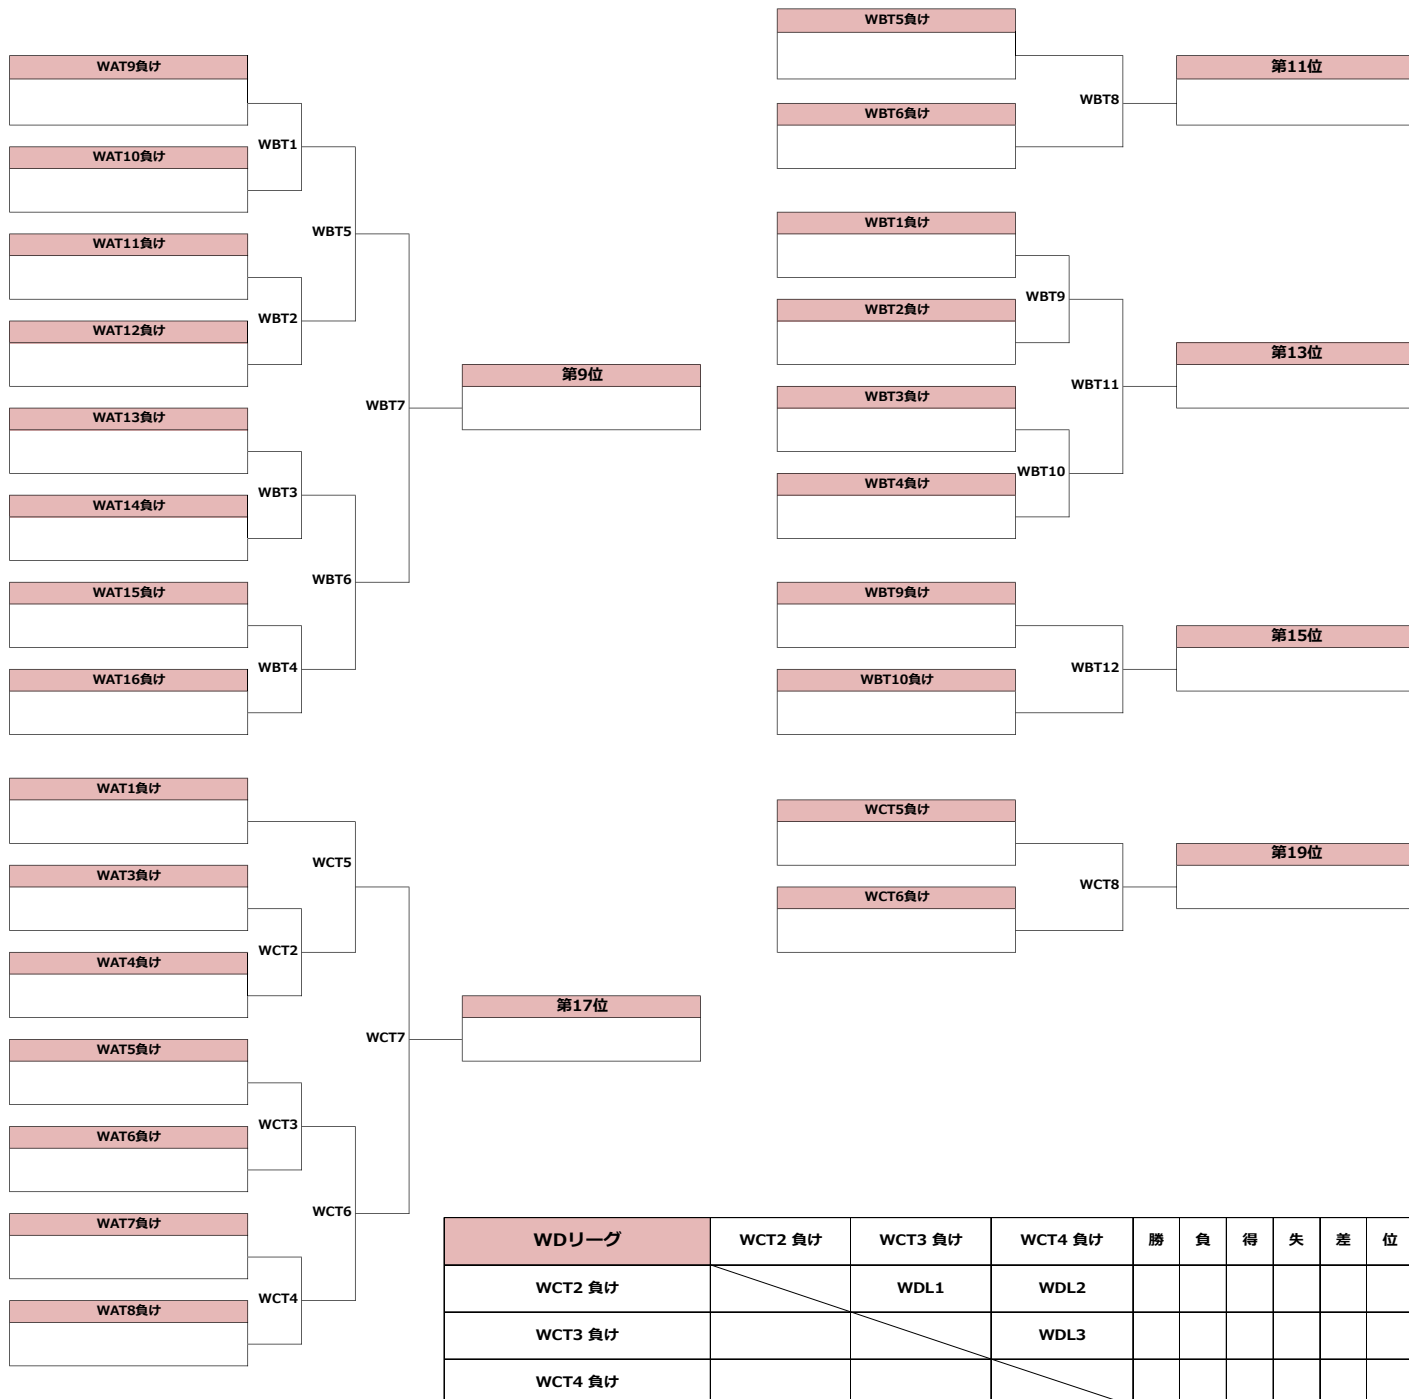 WAT9負け
WBT1
WAT10負け
WBT5
WAT11負け
WBT2
WAT12負け
WBT7
第9位
WAT13負け
WBT3
WAT14負け
WBT6
WAT15負け
WBT4
WAT16負け
WBT5負け
WBT8
第11位
WBT6負け
WBT1負け
WBT9
WBT2負け
WBT11
第13位
WBT3負け
WBT10
WBT4負け
WBT9負け
WBT12
第15位
WBT10負け
WAT1負け
WCT5
WAT3負け
WCT2
WAT4負け
WCT7
第17位
WAT5負け
WCT3
WAT6負け
WCT6
WAT7負け
WCT4
WAT8負け
WCT5負け
WCT8
第19位
WCT6負け
WDリーグ WCT2 負け WCT3 負け WCT4 負け 勝 負 得 失 差 位
WCT2 負け WDL1 WDL2
WCT3 負け WDL3
WCT4 負け